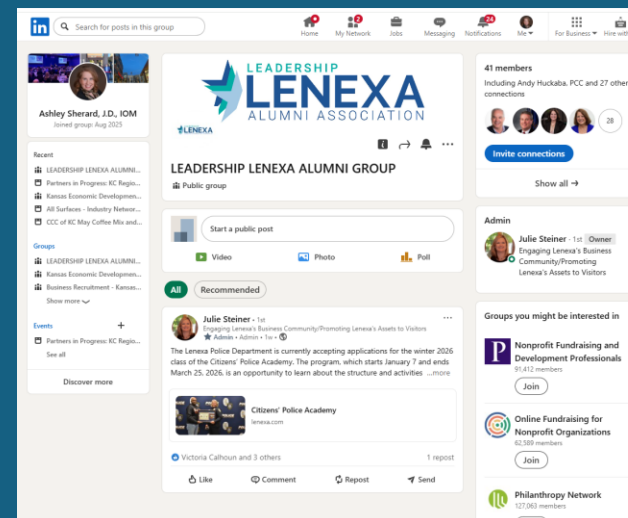 in
Search for posts in this group
Home
My Network
2
Jobs
Messaging
24
Notifications
Me
For Business
Hire with
Ashley Sherard, J.D., IOM
Joined group: Aug 2025
Recent
LEADERSHIP LENEXA ALUMNI...
Partners in Progress: KC Regio...
Kansas Economic Developmen...
All Surfaces - Industry Networ...
CCC of KC May Coffee Mix and...
Groups
LEADERSHIP LENEXA ALUMNI...
Kansas Economic Developmen...
Business Recruitment - Kansas...
Show more
Events +
Partners in Progress: KC Regio...
See all
Discover more
LEADERSHIP
LENEXA
ALUMNI ASSOCIATION
LENEXA
LEADERSHIP LENEXA ALUMNI GROUP
Public group
Start a public post
Video
Photo
Poll
All
Recommended
Julie Steiner • 1st
Engaging Lenexa's Business Community/Promoting Lenexa's Assets to Visitors
Admin • Admin • 1w •
The Lenexa Police Department is currently accepting applications for the winter 2026
class of the Citizens' Police Academy. The program, which starts January 7 and ends
March 25, 2026, is an opportunity to learn about the structure and activities ...more
Citizens' Police Academy
lenexa.com
Victoria Calhoun and 3 others
1 repost
Like
Comment
Repost
Send
41 members
Including Andy Huckaba, PCC and 27 other
connections
28
Invite connections
Show all →
Admin
Julie Steiner · 1st Owner
Engaging Lenexa's Business
Community/Promoting
Lenexa's Assets to Visitors
Groups you might be interested in
P
Nonprofit Fundraising and
Development Professionals
91,412 members
Join
Online Fundraising for
Nonprofit Organizations
62,589 members
Join
Philanthropy Network
127,063 members